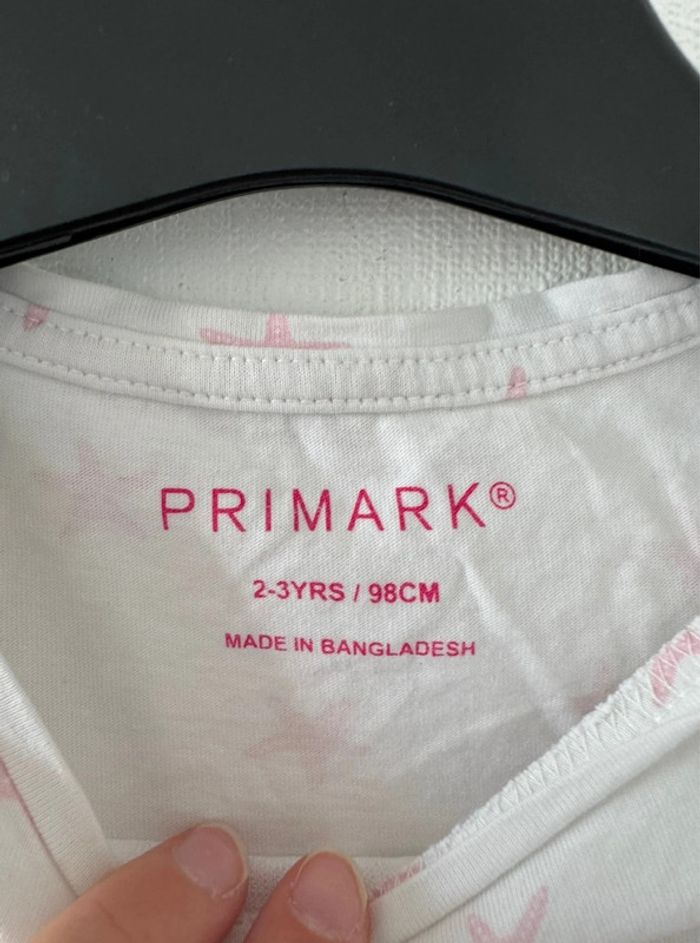 PRIMARK®
2-3YRS / 98CM
MADE IN BANGLADESH